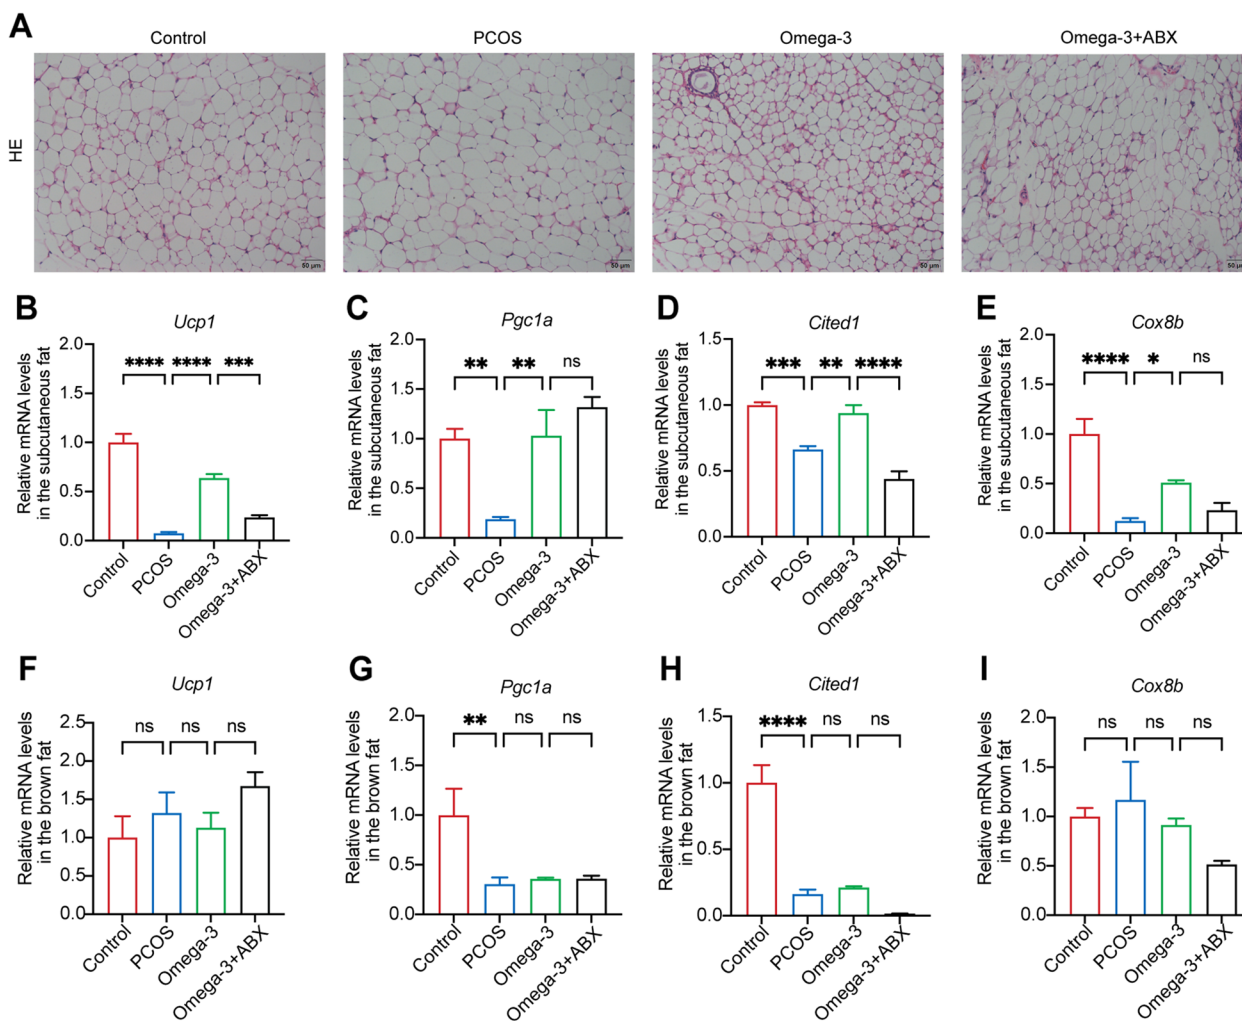 A
Control
PCOS
Omega-3
Omega-3+ABX
HE
50 μm
50 μm
50 μm
50 μm
B
Ucp1
Relative mRNA levels
in the subcutaneous fat
2.0
1.0
0.5
0.0
**** **** ***
Control
PCOS
Omega-3
Omega-3+ABX
C
Pgc1a
Relative mRNA levels
in the subcutaneous fat
2.0
1.5
1.0
0.5
0.0
** ** ns
Control
PCOS
Omega-3
Omega-3+ABX
D
Cited1
Relative mRNA levels
in the subcutaneous fat
1.5
1.0
0.5
0.0
*** ** ****
Control
PCOS
Omega-3
Omega-3+ABX
E
Cox8b
Relative mRNA levels
in the subcutaneous fat
2.0
1.5
1.0
0.5
0.0
**** * ns
Control
PCOS
Omega-3
Omega-3+ABX
F
Ucp1
Relative mRNA levels
in the brown fat
2.5
2.0
1.5
1.0
0.5
0.0
ns ns ns
Control
PCOS
Omega-3
Omega-3+ABX
G
Pgc1a
Relative mRNA levels
in the brown fat
2.0
1.5
1.0
0.5
0.0
** ns ns
Control
PCOS
Omega-3
Omega-3+ABX
H
Cited1
Relative mRNA levels
in the brown fat
1.5
1.0
0.5
0.0
**** ns ns
Control
PCOS
Omega-3
Omega-3+ABX
I
Cox8b
Relative mRNA levels
in the brown fat
2.0
1.5
1.0
0.5
0.0
ns ns ns
Control
PCOS
Omega-3
Omega-3+ABX